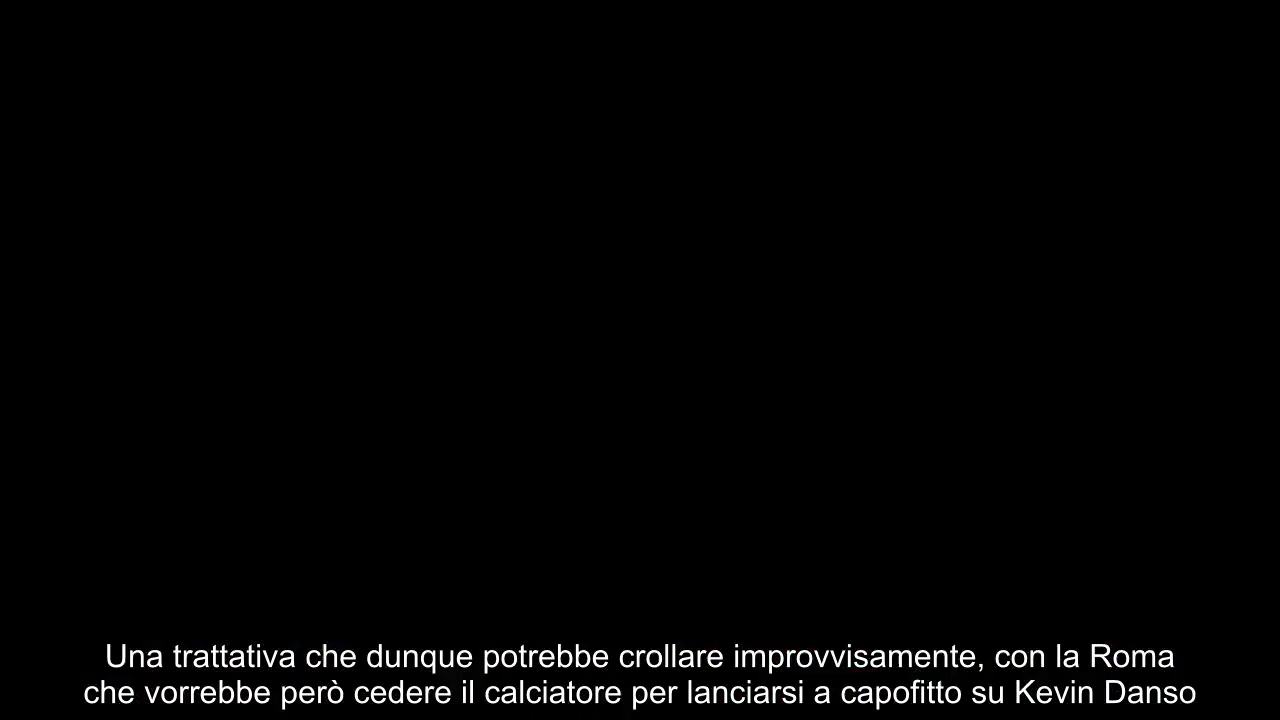 Una trattativa che dunque potrebbe crollare improvvisamente, con la Roma
che vorrebbe però cedere il calciatore per lanciarsi a capofitto su Kevin Danso